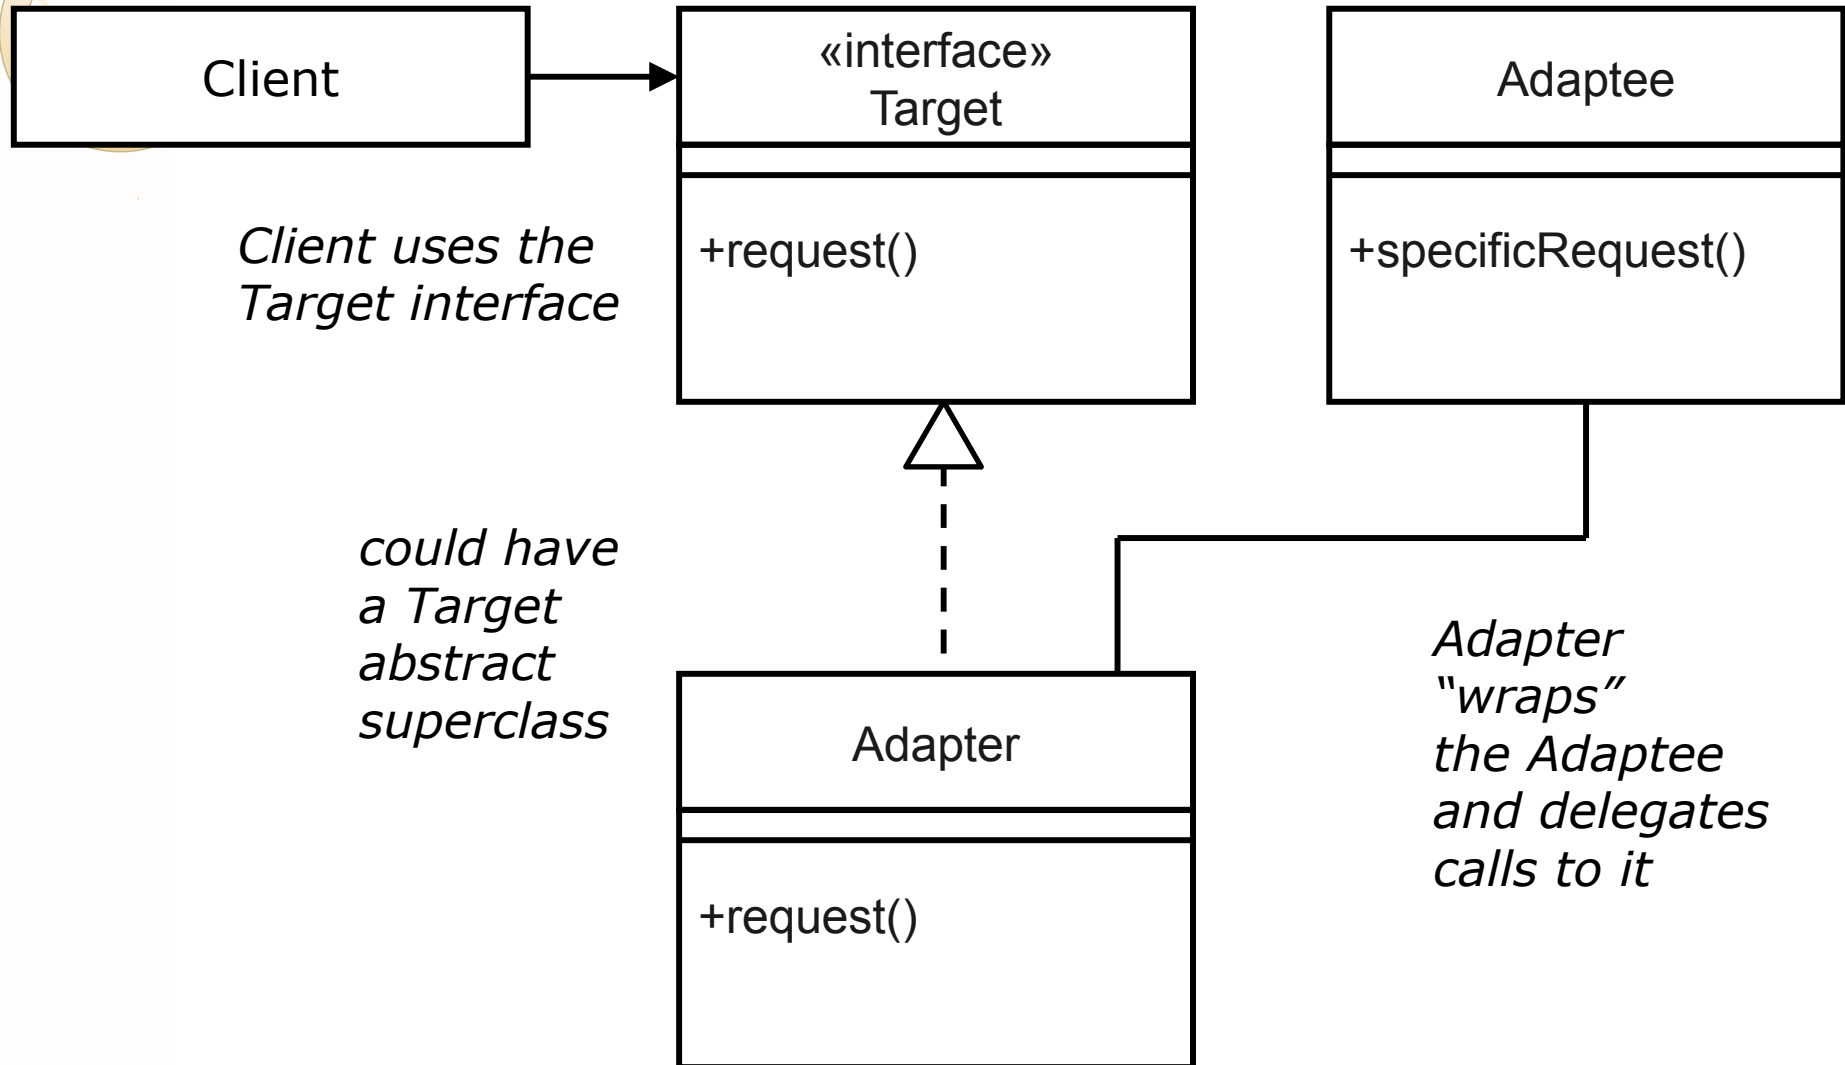 Client
«interface»
Target
+request()
Adaptee
+specificRequest()
Client uses the
Target interface
could have
a Target
abstract
superclass
Adapter
+request()
Adapter
“wraps”
the Adaptee
and delegates
calls to it